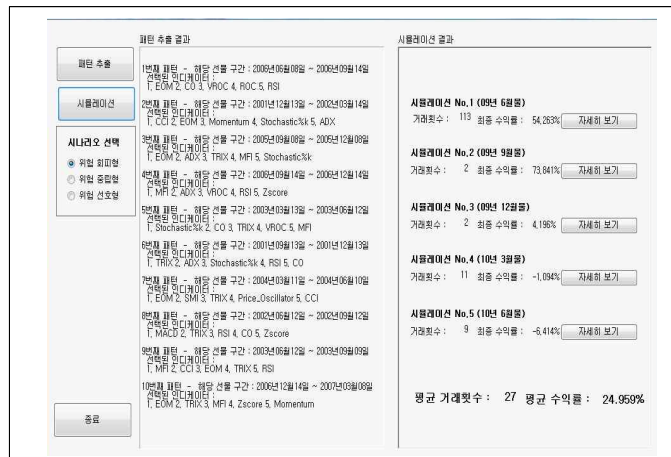 패턴 추출
시뮬레이션
시나리오 선택
위험 회피형
위험 중립형
위험 선호형
종료
패턴 추출 결과
1번째 패턴 - 해당 선물 구간 : 2006년06월08일 ~ 2006년09월14일
선택된 인디케이터 :
1, EOM 2, CO 3, VROC 4, ROC 5, RSI
2번째 패턴 - 해당 선물 구간 : 2001년12월13일 ~ 2002년03월14일
선택된 인디케이터 :
1, CCI 2, EOM 3, Momentum 4, Stochastic%k 5, ADX
3번째 패턴 - 해당 선물 구간 : 2005년09월08일 ~ 2005년12월08일
선택된 인디케이터 :
1, EOM 2, ADX 3, TRIX 4, MFI 5, Stochastic%k
4번째 패턴 - 해당 선물 구간 : 2006년09월14일 ~ 2006년12월14일
선택된 인디케이터 :
1, MFI 2, ADX 3, VROC 4, RSI 5, Zscore
5번째 패턴 - 해당 선물 구간 : 2003년03월13일 ~ 2003년06월12일
선택된 인디케이터 :
1, Stochastic%k 2, CO 3, TRIX 4, VROC 5, MFI
6번째 패턴 - 해당 선물 구간 : 2001년09월13일 ~ 2001년12월13일
선택된 인디케이터 :
1, TRIX 2, ADX 3, Stochastic%k 4, RSI 5, CO
7번째 패턴 - 해당 선물 구간 : 2004년03월11일 ~ 2004년06월10일
선택된 인디케이터 :
1, EOM 2, SMI 3, TRIX 4, Price_Oscillator 5, CCI
8번째 패턴 - 해당 선물 구간 : 2002년06월12일 ~ 2002년09월12일
선택된 인디케이터 :
1, MACD 2, TRIX 3, RSI 4, CO 5, Zscore
9번째 패턴 - 해당 선물 구간 : 2003년06월12일 ~ 2003년09월09일
선택된 인디케이터 :
1, MFI 2, CCI 3, EOM 4, TRIX 5, RSI
10번째 패턴 - 해당 선물 구간 : 2006년12월14일 ~ 2007년03월08일
선택된 인디케이터 :
1, EOM 2, TRIX 3, MFI 4, Zscore 5, Momentum
시뮬레이션 결과
시뮬레이션 No.1 (09년 6월물)
거래횟수 : 113 최종 수익률 : 54,263% 자세히 보기
시뮬레이션 No.2 (09년 9월물)
거래횟수 : 2 최종 수익률 : 73,841% 자세히 보기
시뮬레이션 No.3 (09년 12월물)
거래횟수 : 2 최종 수익률 : 4,196% 자세히 보기
시뮬레이션 No.4 (10년 3월물)
거래횟수 : 11 최종 수익률 : -1,094% 자세히 보기
시뮬레이션 No.5 (10년 6월물)
거래횟수 : 9 최종 수익률 : -6,414% 자세히 보기
평균 거래횟수 : 27 평균 수익률 : 24.959%